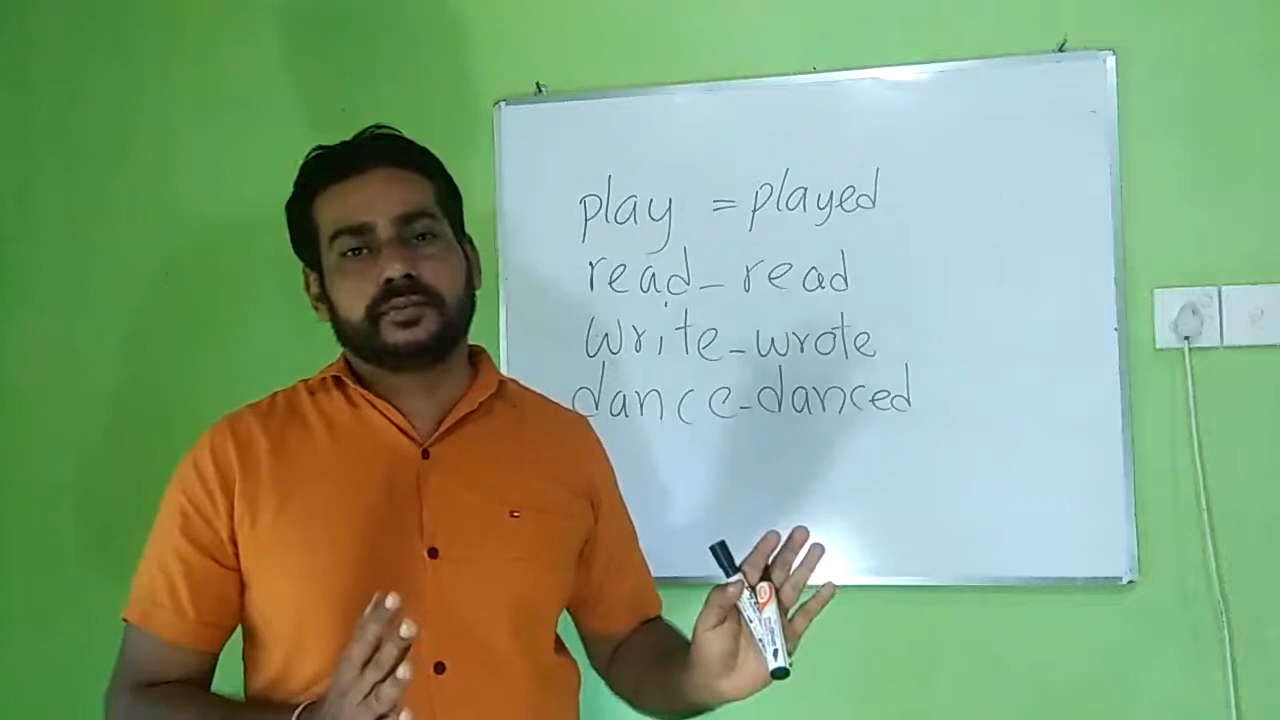 play = played
read - read
write - wrote
dance - danced